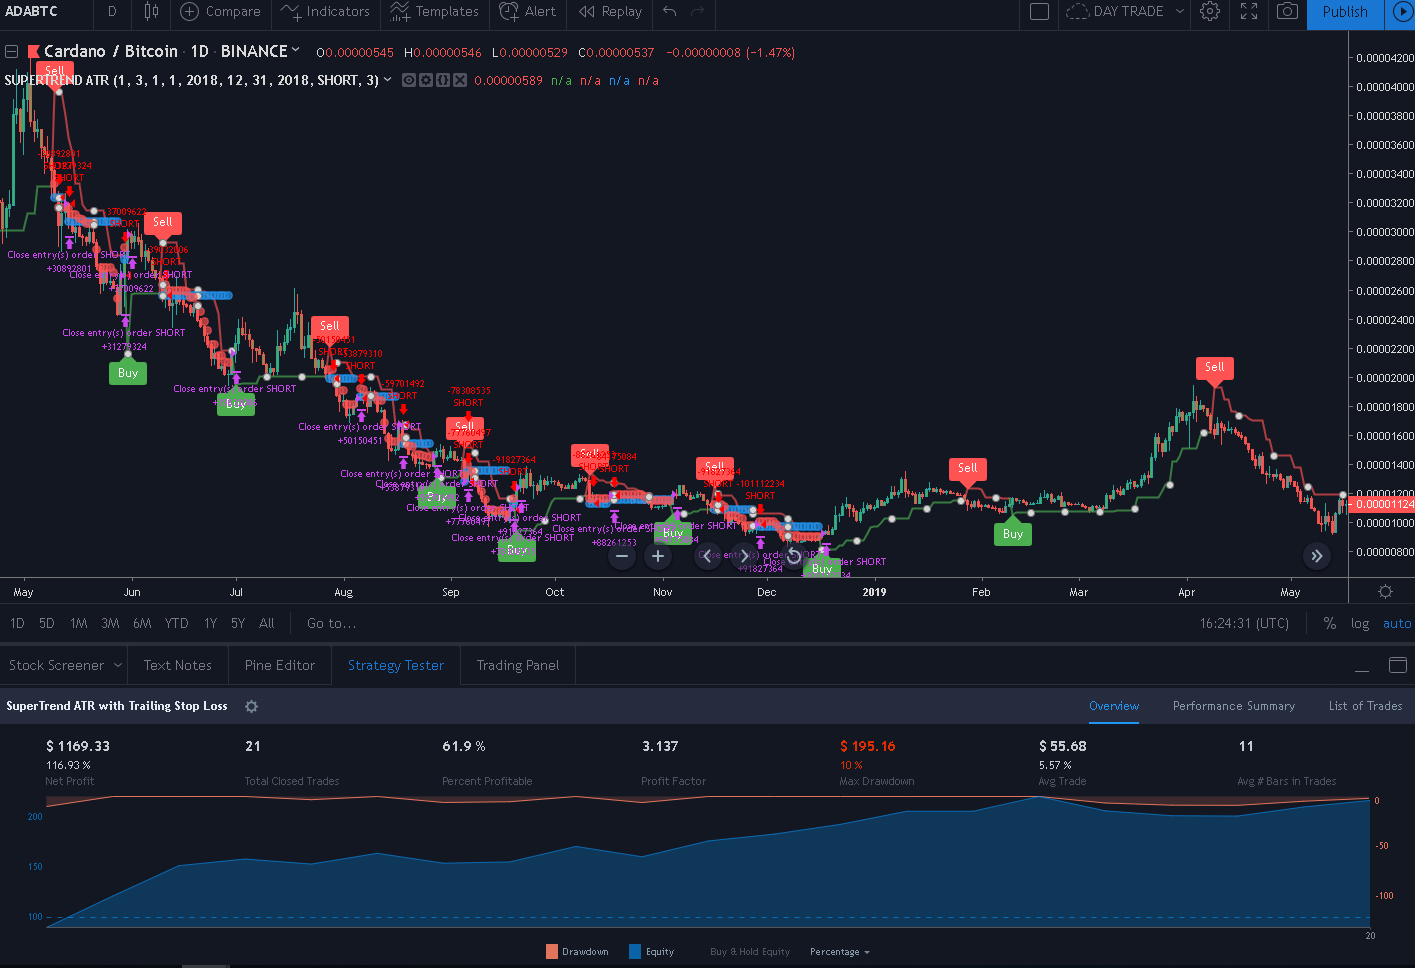 ADABTC D Compare Indicators Templates Alert Replay DAY TRADE Publish
Cardano / Bitcoin · 1D · BINANCE O0.00000545 H0.00000546 L0.00000529 C0.00000537 −0.00000008 (−1.47%)
SUPERTREND ATR (1, 3, 1, 1, 2018, 12, 31, 2018, SHORT, 3) 0.00000589 n/a n/a n/a n/a
0.00004200
0.00004000
0.00003800
0.00003600
0.00003400
0.00003200
0.00003000
0.00002800
0.00002600
0.00002400
0.00002200
0.00002000
0.00001800
0.00001600
0.00001400
0.00001200
0.00001124
0.00001000
0.00000800
Sell
SHORT
-37009622
SHORT
Sell
SHORT
Close entry(s) order SHORT
+30892801
Close entry(s) order SHORT
+37009622
Close entry(s) order SHORT
+31279324
Buy
Close entry(s) order SHORT
Buy
Sell
SHORT
SHORT
-59701492
SHORT
Close entry(s) order SHORT
+50150451
-78308535
SHORT
Sell
-77760497
SHORT
Close entry(s) order SHORT
Buy
-91827364
SHORT
Buy
Sell
SHORT
Close entry(s) order SHORT
+88261253
Buy
Sell
-91827364
SHORT
-101112234
SHORT
+91827364
Close entry(s) order SHORT
Buy
Sell
Buy
Sell
May Jun Jul Aug Sep Oct Nov Dec 2019 Feb Mar Apr May
1D 5D 1M 3M 6M YTD 1Y 5Y All Go to... 16:24:31 (UTC) % log auto
Stock Screener Text Notes Pine Editor Strategy Tester Trading Panel
SuperTrend ATR with Trailing Stop Loss Overview Performance Summary List of Trades
$ 1169.33 21 61.9 % 3.137 $ 195.16 $ 55.68 11
116.93 % 10 % 5.57 %
Net Profit Total Closed Trades Percent Profitable Profit Factor Max Drawdown Avg Trade Avg # Bars in Trades
200
150
100
0
-50
-100
20
Drawdown Equity Buy & Hold Equity Percentage